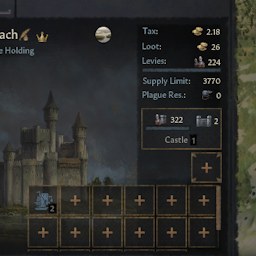 ach
e Holding
Tax: 2.18
Loot: 26
Levies: 224
Supply Limit: 3770
Plague Res.: 0
322 2
Castle 1
2